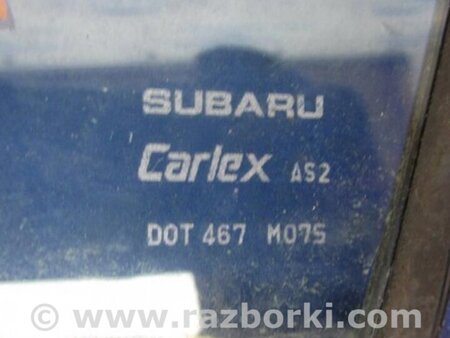 SUBARU
Carlex AS2
DOT 467 M075
© www.razborki.com